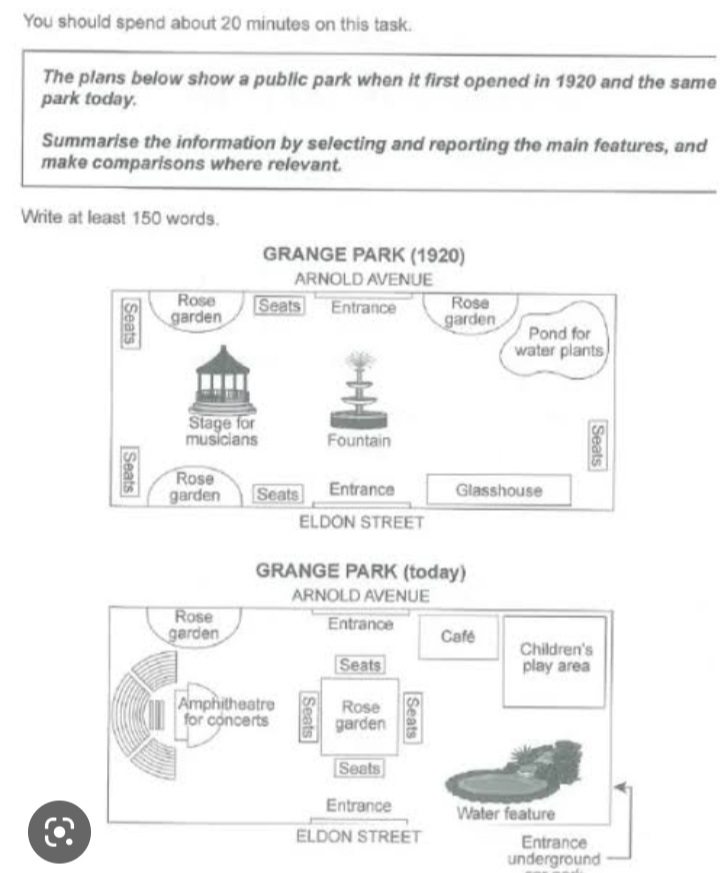 You should spend about 20 minutes on this task.
The plans below show a public park when it first opened in 1920 and the same
park today.
Summarise the information by selecting and reporting the main features, and
make comparisons where relevant.
Write at least 150 words.
GRANGE PARK (1920)
ARNOLD AVENUE
Seats
Rose
garden
Seats
Entrance
Rose
garden
Pond for
water plants
Stage for
musicians
Fountain
Seats
Seats
Rose
garden
Seats
Entrance
Glasshouse
ELDON STREET
GRANGE PARK (today)
ARNOLD AVENUE
Rose
garden
Entrance
Café
Children's
play area
Seats
Amphitheatre
for concerts
Seats
Rose
garden
Seats
Seats
Entrance
Water feature
ELDON STREET
Entrance
underground